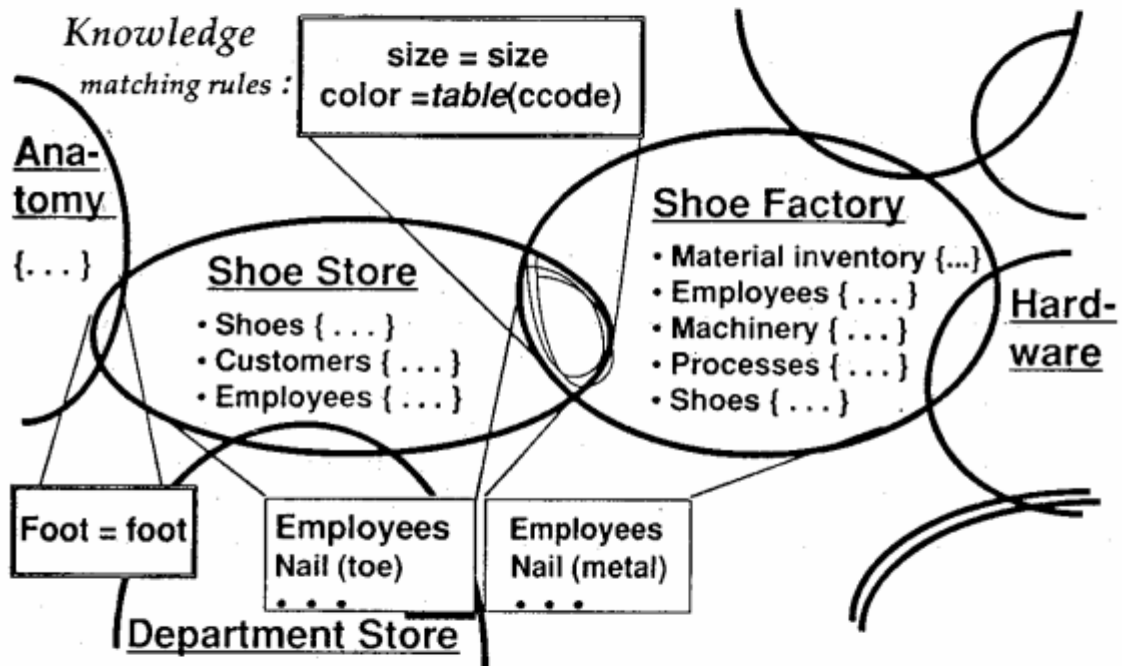 Knowledge
matching rules :
size = size
color =table(ccode)
Ana-
tomy
{. . . }
Shoe Store
• Shoes { . . . }
• Customers { . . . }
• Employees { . . . }
Shoe Factory
• Material inventory {...}
• Employees { . . . }
• Machinery { . . . }
• Processes { . . . }
• Shoes { . . . }
Hard-
ware
Foot = foot
Employees
Nail (toe)
• • •
Employees
Nail (metal)
• • •
Department Store